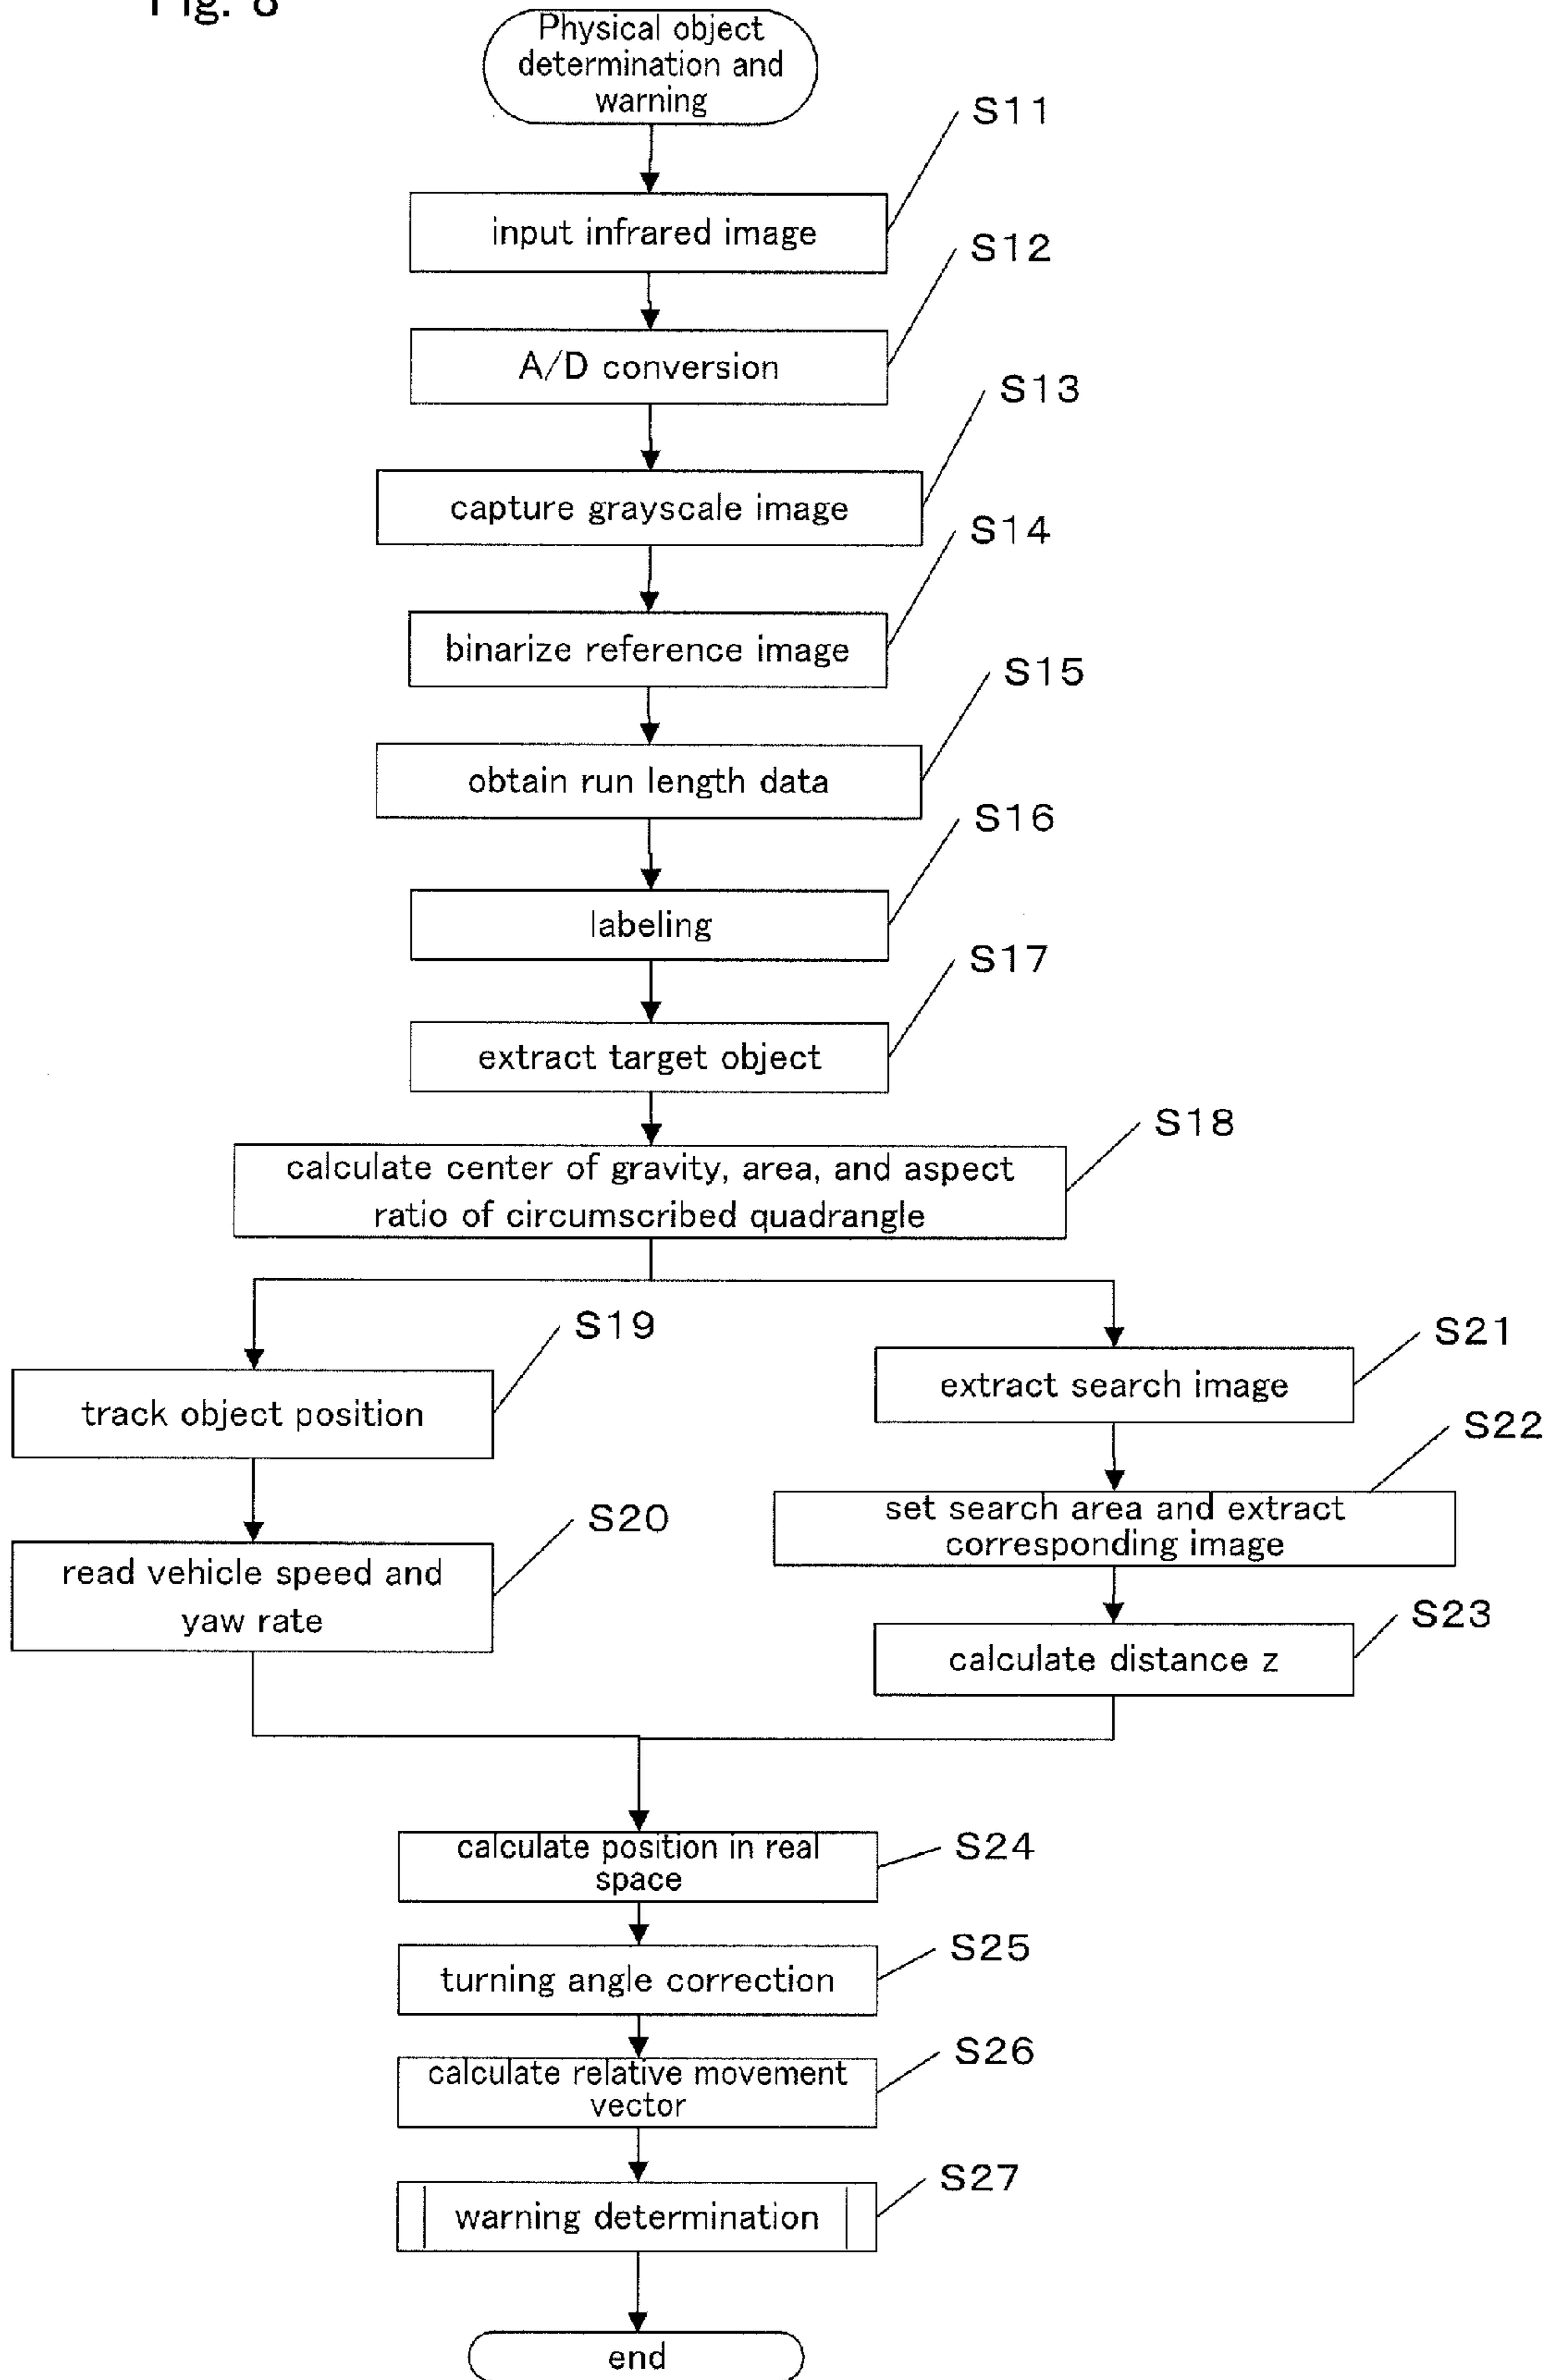 Fig. 8
Physical object
determination and
warning
S11
input infrared image
S12
A/D conversion
S13
capture grayscale image
S14
binarize reference image
S15
obtain run length data
S16
labeling
S17
extract target object
S18
calculate center of gravity, area, and aspect
ratio of circumscribed quadrangle
S19
track object position
S20
read vehicle speed and
yaw rate
S21
extract search image
S22
set search area and extract
corresponding image
S23
calculate distance z
S24
calculate position in real
space
S25
turning angle correction
S26
calculate relative movement
vector
S27
warning determination
end